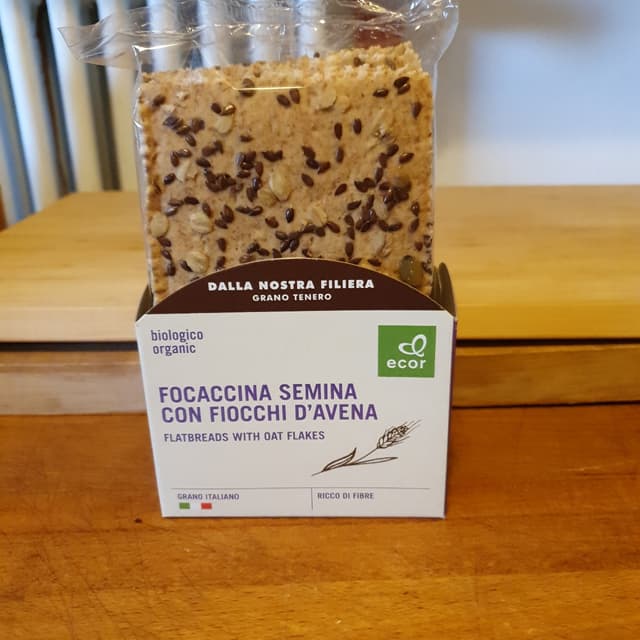 DALLA NOSTRA FILIERA
GRANO TENERO
biologico
organic
ecor
FOCACCINA SEMINA
CON FIOCCHI D'AVENA
FLATBREADS WITH OAT FLAKES
GRANO ITALIANO
RICCO DI FIBRE